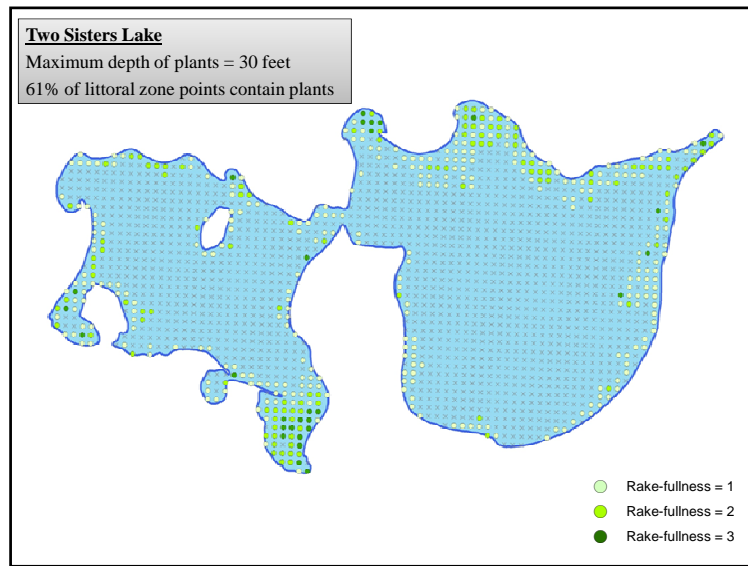 Two Sisters Lake
Maximum depth of plants = 30 feet
61% of littoral zone points contain plants
Rake-fullness = 1
Rake-fullness = 2
Rake-fullness = 3